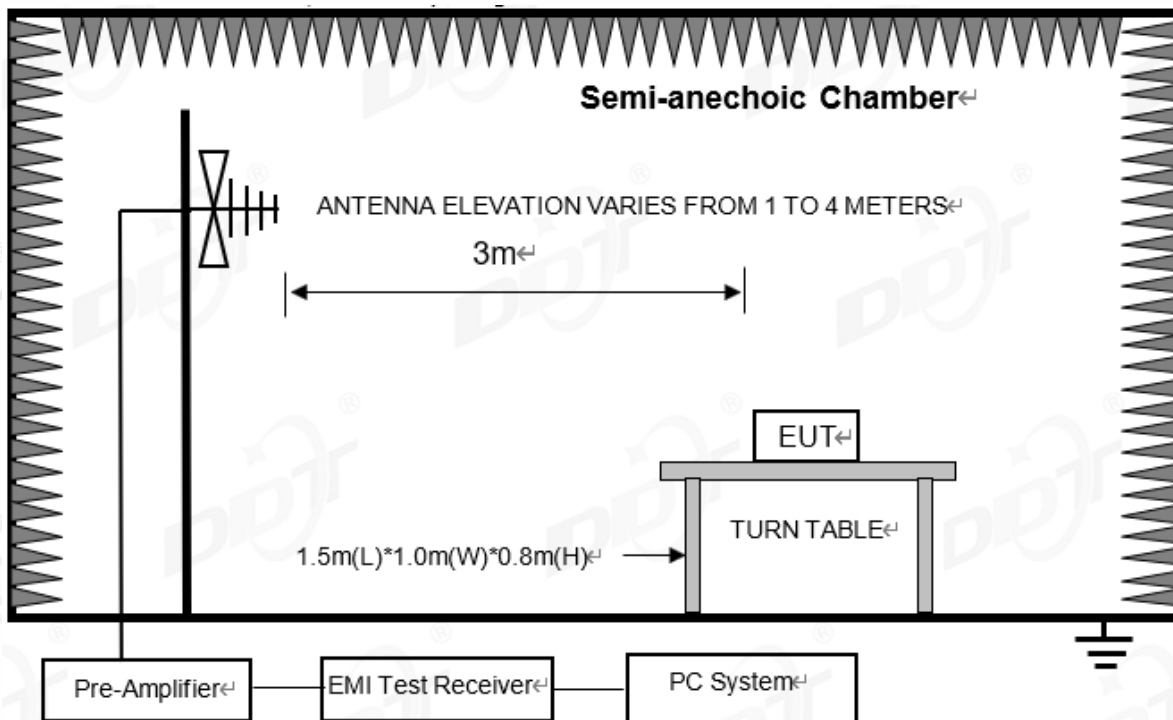 Semi-anechoic Chamber↵
ANTENNA ELEVATION VARIES FROM 1 TO 4 METERS↵
3m↵
EUT↵
TURN TABLE↵
1.5m(L)*1.0m(W)*0.8m(H)↵
Pre-Amplifier↵
EMI Test Receiver↵
PC System↵
DDT®